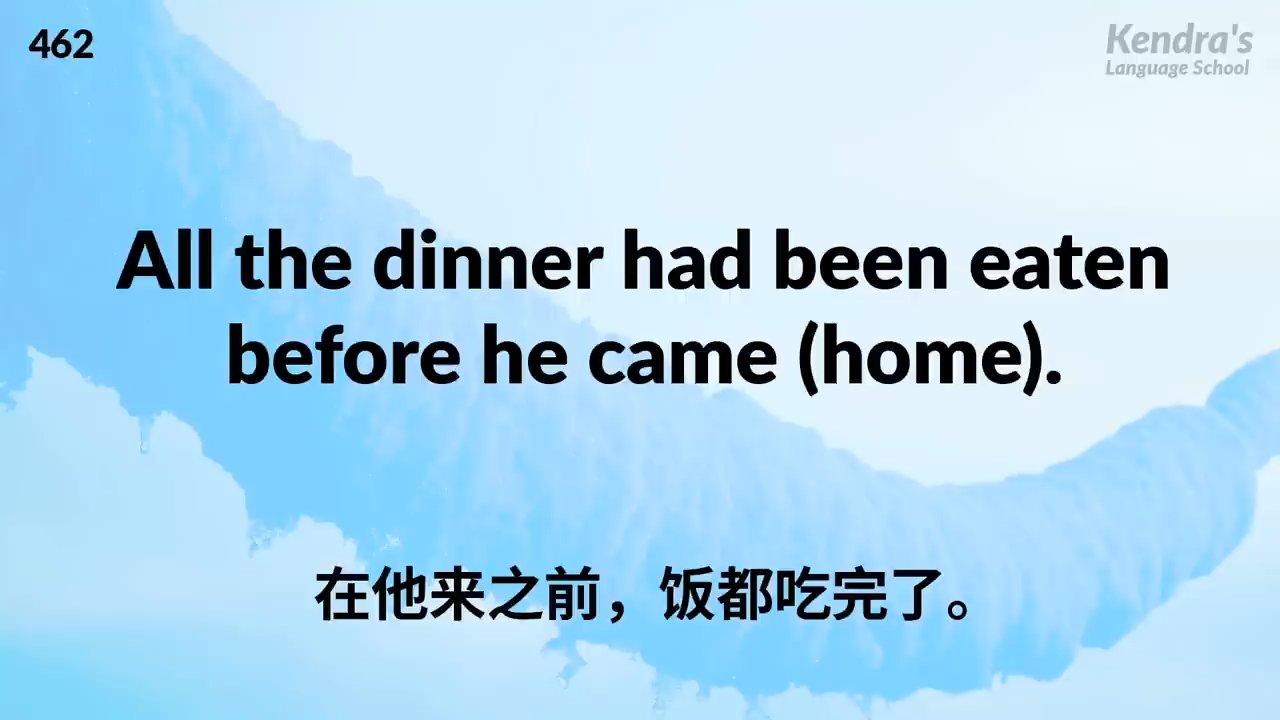 462
Kendra's
Language School
All the dinner had been eaten
before he came (home).
在他来之前，饭都吃完了。